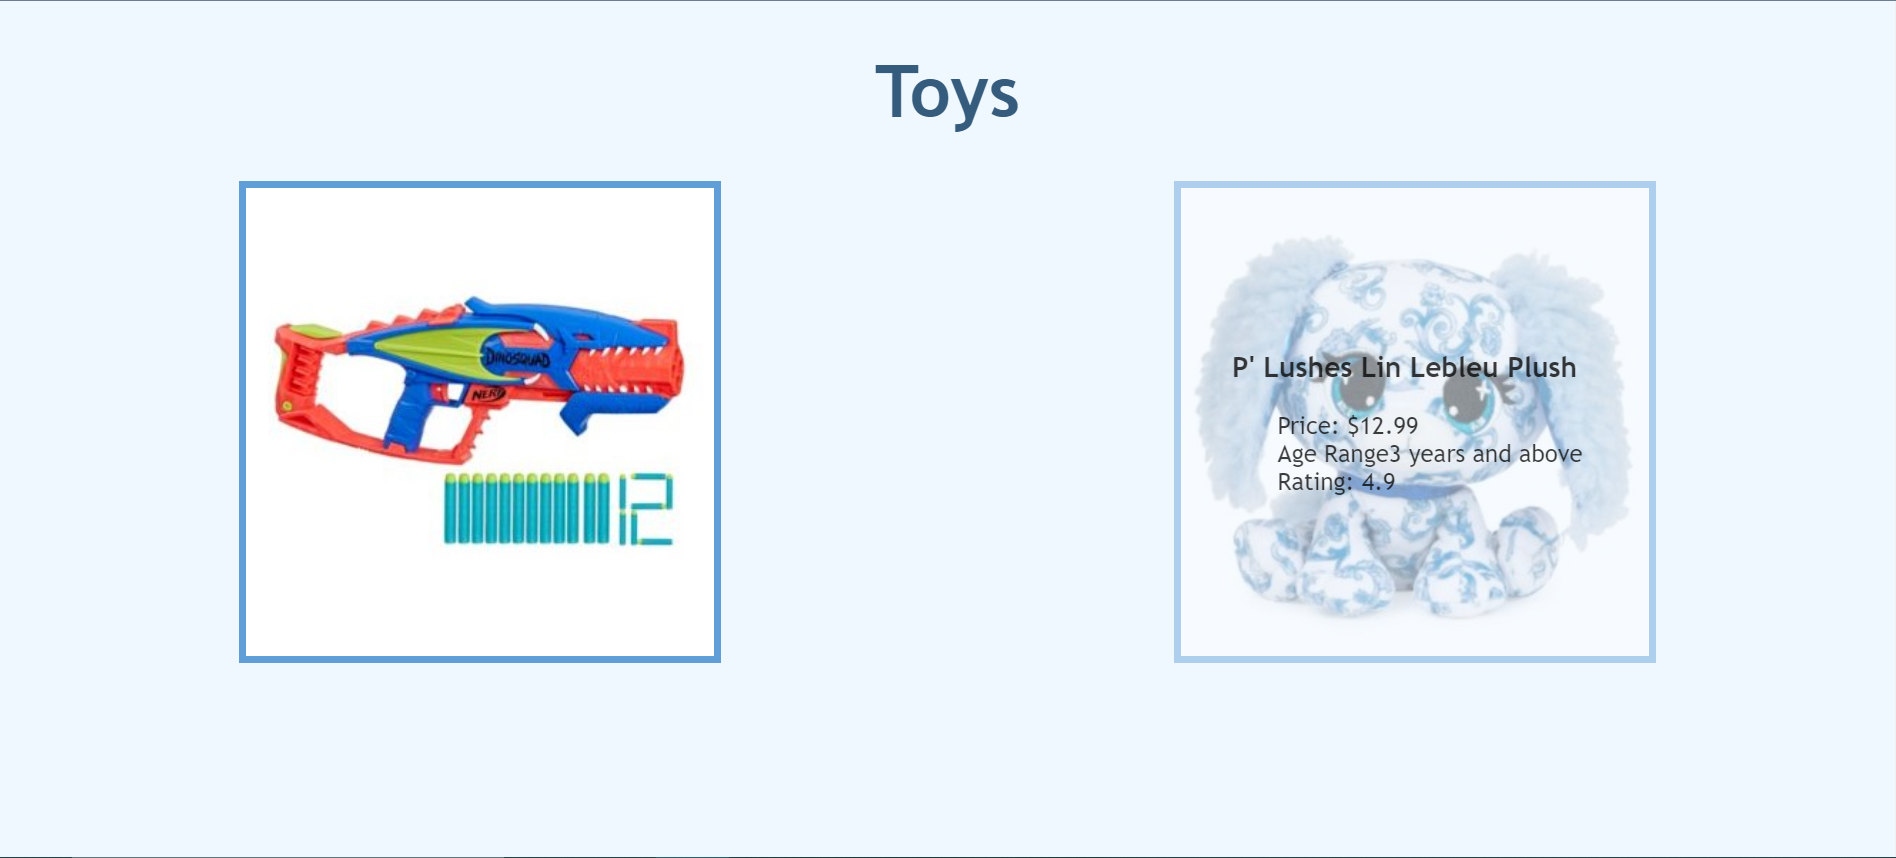 Toys
DINOSQUAD
NERF
12
P' Lushes Lin Lebleu Plush
Price: $12.99
Age Range3 years and above
Rating: 4.9